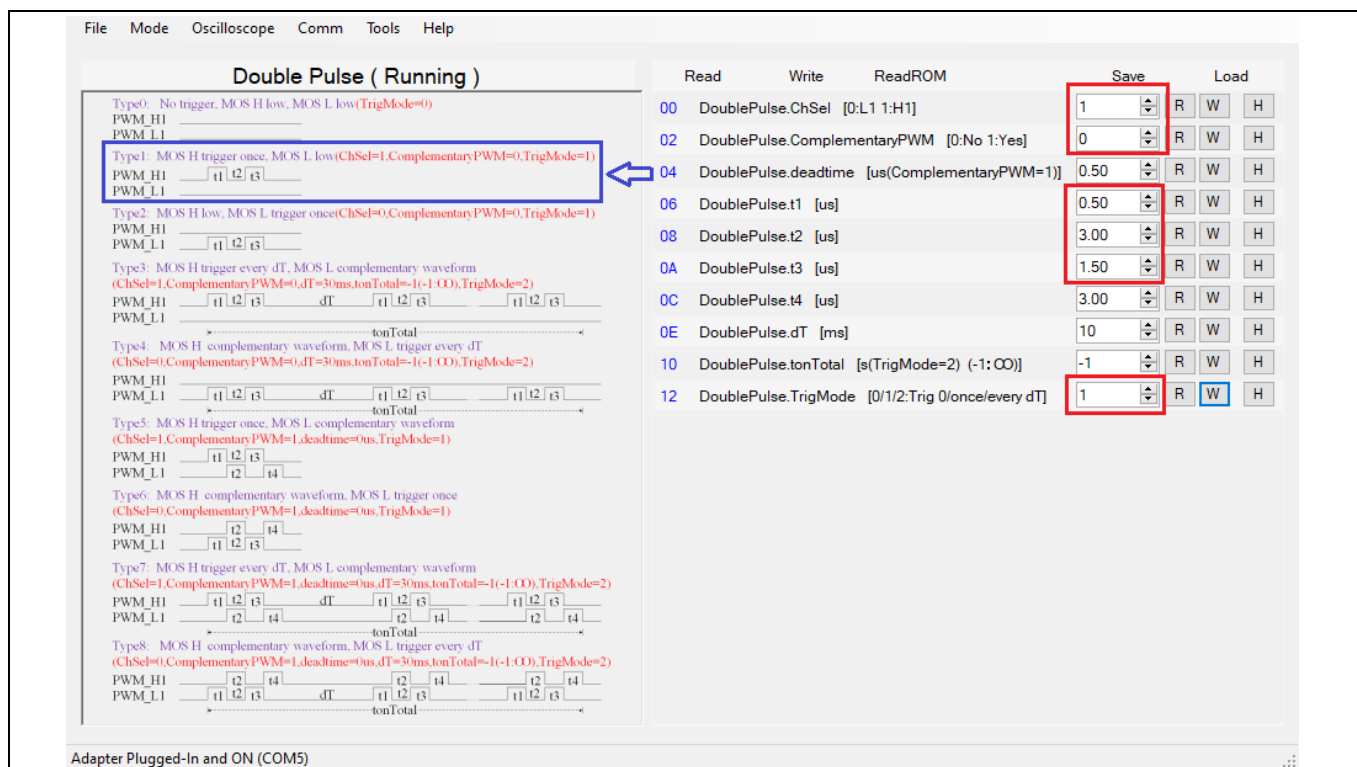 File Mode Oscilloscope Comm Tools Help
Double Pulse ( Running )
Type0: No trigger, MOS H low, MOS L low(TrigMode=0)
PWM_H1
PWM_L1
Type1: MOS H trigger once, MOS L low(ChSel=1,ComplementaryPWM=0,TrigMode=1)
PWM_H1 t1 t2 t3
PWM_L1
Type2: MOS H low, MOS L trigger once(ChSel=0,ComplementaryPWM=0,TrigMode=1)
PWM_H1
PWM_L1 t1 t2 t3
Type3: MOS H trigger every dT, MOS L complementary waveform
(ChSel=1,ComplementaryPWM=0,dT=30ms,tonTotal=-1(-1:∞),TrigMode=2)
PWM_H1 t1 t2 t3 dT t1 t2 t3 t1 t2 t3
PWM_L1
tonTotal
Type4: MOS H complementary waveform, MOS L trigger every dT
(ChSel=0,ComplementaryPWM=0,dT=30ms,tonTotal=-1(-1:∞),TrigMode=2)
PWM_H1
PWM_L1 t1 t2 t3 dT t1 t2 t3 t1 t2 t3
tonTotal
Type5: MOS H trigger once, MOS L complementary waveform
(ChSel=1,ComplementaryPWM=1,deadtime=0us,TrigMode=1)
PWM_H1 t1 t2 t3
PWM_L1 t2 t4
Type6: MOS H complementary waveform, MOS L trigger once
(ChSel=0,ComplementaryPWM=1,deadtime=0us,TrigMode=1)
PWM_H1 t2 t4
PWM_L1 t1 t2 t3
Type7: MOS H trigger every dT, MOS L complementary waveform
(ChSel=1,ComplementaryPWM=1,deadtime=0us,dT=30ms,tonTotal=-1(-1:∞),TrigMode=2)
PWM_H1 t1 t2 t3 dT t1 t2 t3 t1 t2 t3
PWM_L1 t2 t4 t2 t4 t2 t4
tonTotal
Type8: MOS H complementary waveform, MOS L trigger every dT
(ChSel=0,ComplementaryPWM=1,deadtime=0us,dT=30ms,tonTotal=-1(-1:∞),TrigMode=2)
PWM_H1 t2 t4 t2 t4 t2 t4
PWM_L1 t1 t2 t3 dT t1 t2 t3 t1 t2 t3
tonTotal
Read Write ReadROM Save Load
00 DoublePulse.ChSel [0:L1 1:H1] 1 R W H
02 DoublePulse.ComplementaryPWM [0:No 1:Yes] 0 R W H
04 DoublePulse.deadtime [us(ComplementaryPWM=1)] 0.50 R W H
06 DoublePulse.t1 [us] 0.50 R W H
08 DoublePulse.t2 [us] 3.00 R W H
0A DoublePulse.t3 [us] 1.50 R W H
0C DoublePulse.t4 [us] 3.00 R W H
0E DoublePulse.dT [ms] 10 R W H
10 DoublePulse.tonTotal [s(TrigMode=2) (-1:∞)] -1 R W H
12 DoublePulse.TrigMode [0/1/2:Trig 0/once/every dT] 1 R W H
Adapter Plugged-In and ON (COM5)